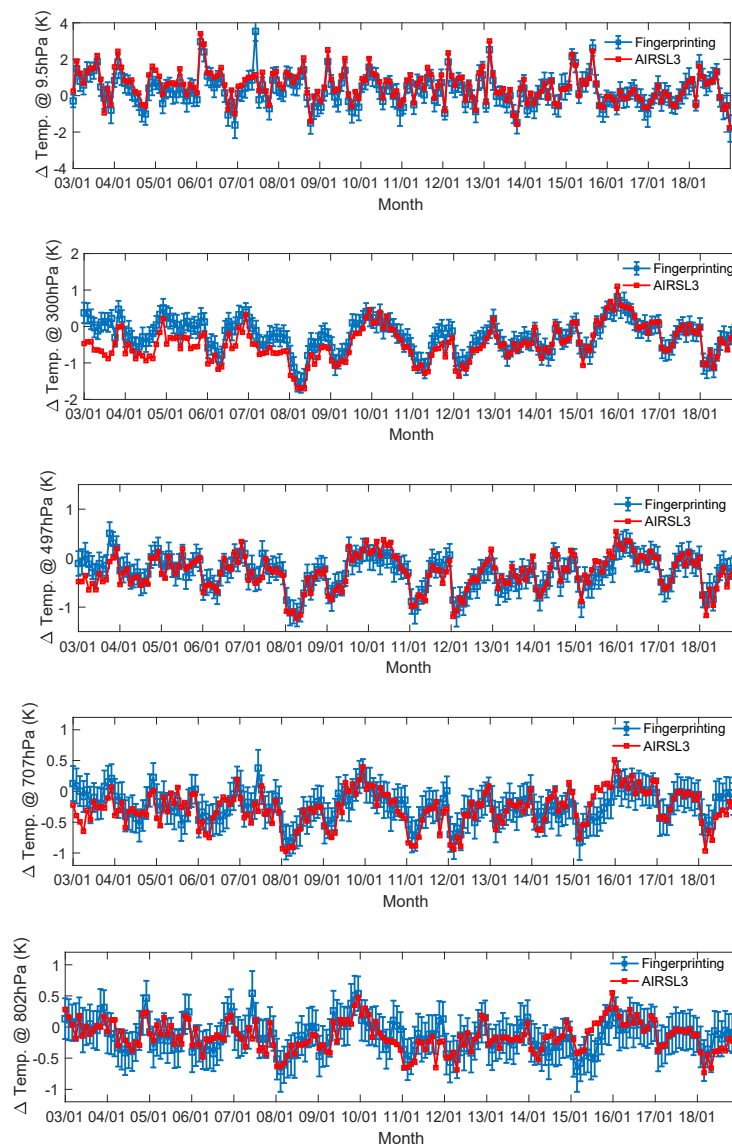 Δ Temp. @ 9.5hPa (K)
4
2
0
-2
-4
Fingerprinting
AIRSL3
03/01 04/01 05/01 06/01 07/01 08/01 09/01 10/01 11/01 12/01 13/01 14/01 15/01 16/01 17/01 18/01
Month
Δ Temp. @ 300hPa (K)
2
1
0
-1
-2
Fingerprinting
AIRSL3
03/01 04/01 05/01 06/01 07/01 08/01 09/01 10/01 11/01 12/01 13/01 14/01 15/01 16/01 17/01 18/01
Month
Δ Temp. @ 497hPa (K)
1
0
-1
Fingerprinting
AIRSL3
03/01 04/01 05/01 06/01 07/01 08/01 09/01 10/01 11/01 12/01 13/01 14/01 15/01 16/01 17/01 18/01
Month
Δ Temp. @ 707hPa (K)
1
0.5
0
-0.5
-1
Fingerprinting
AIRSL3
03/01 04/01 05/01 06/01 07/01 08/01 09/01 10/01 11/01 12/01 13/01 14/01 15/01 16/01 17/01 18/01
Month
Δ Temp. @ 802hPa (K)
1
0.5
0
-0.5
-1
Fingerprinting
AIRSL3
03/01 04/01 05/01 06/01 07/01 08/01 09/01 10/01 11/01 12/01 13/01 14/01 15/01 16/01 17/01 18/01
Month